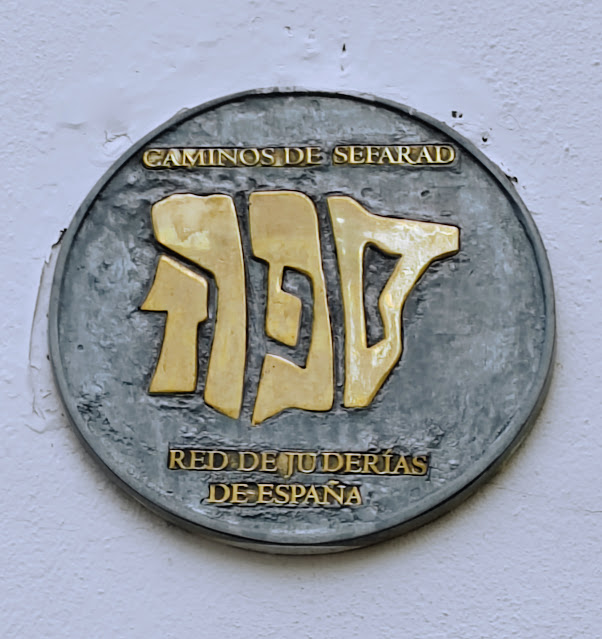 CAMINOS DE SEFARAD
ספרד
RED DE JUDERÍAS
DE ESPAÑA